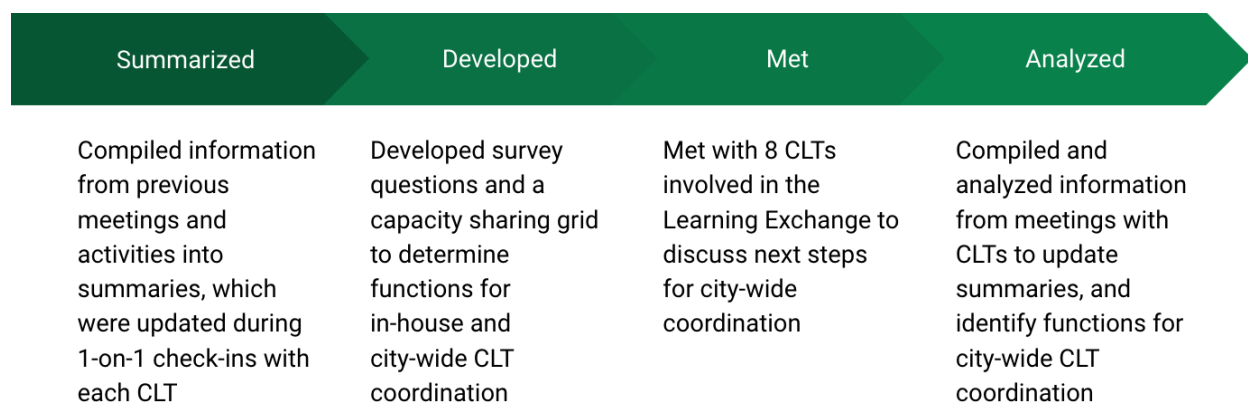 Summarized
Developed
Met
Analyzed
Compiled information
from previous
meetings and
activities into
summaries, which
were updated during
1-on-1 check-ins with
each CLT
Developed survey
questions and a
capacity sharing grid
to determine
functions for
in-house and
city-wide CLT
coordination
Met with 8 CLTs
involved in the
Learning Exchange to
discuss next steps
for city-wide
coordination
Compiled and
analyzed information
from meetings with
CLTs to update
summaries, and
identify functions for
city-wide CLT
coordination